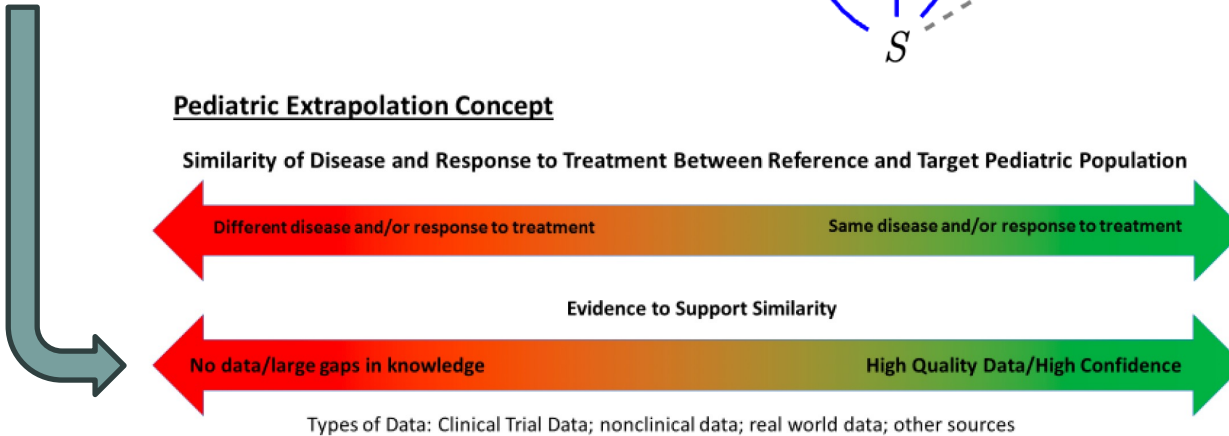 S
Pediatric Extrapolation Concept
Similarity of Disease and Response to Treatment Between Reference and Target Pediatric Population
Different disease and/or response to treatment
Same disease and/or response to treatment
Evidence to Support Similarity
No data/large gaps in knowledge
High Quality Data/High Confidence
Types of Data: Clinical Trial Data; nonclinical data; real world data; other sources